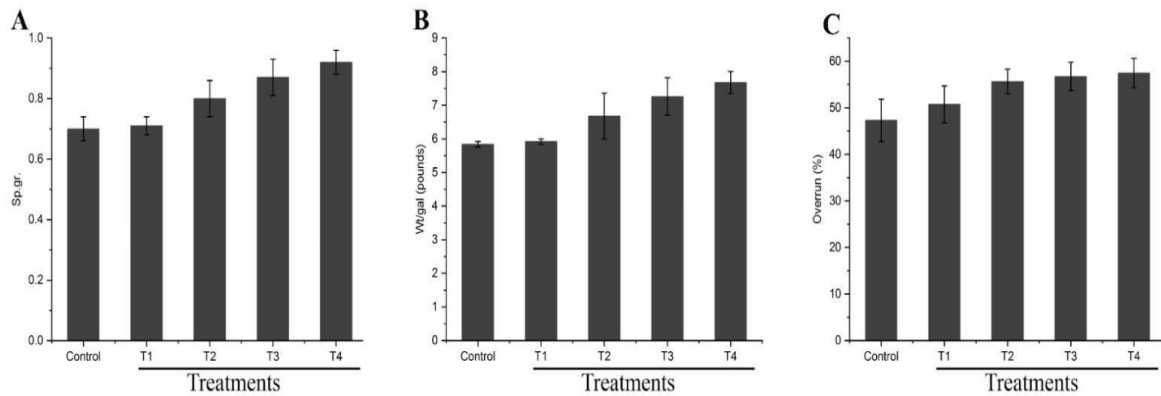 A
Sp.gr.
1.0
0.8
0.6
0.4
0.2
0.0
Control T1 T2 T3 T4
Treatments
B
Wt/gal (pounds)
9
8
7
6
5
4
3
2
1
0
Control T1 T2 T3 T4
Treatments
C
Overrun (%)
60
50
40
30
20
10
0
Control T1 T2 T3 T4
Treatments